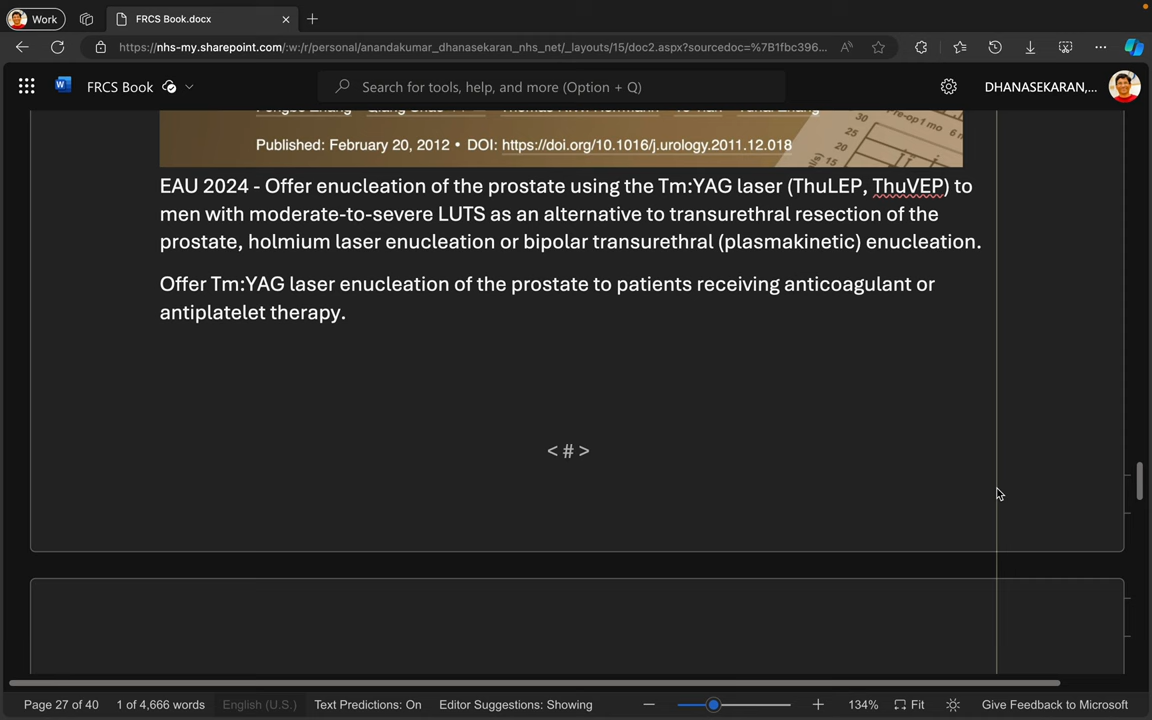 Work
FRCS Book.docx
https://nhs-my.sharepoint.com/:w:/r/personal/anandakumar_dhanasekaran_nhs_net/_layouts/15/doc2.aspx?sourcedoc=%7B1fbc396...
FRCS Book
Search for tools, help, and more (Option + Q)
DHANASEKARAN,...
Published: February 20, 2012 • DOI: https://doi.org/10.1016/j.urology.2011.12.018
EAU 2024 - Offer enucleation of the prostate using the Tm:YAG laser (ThuLEP, ThuVEP) to
men with moderate-to-severe LUTS as an alternative to transurethral resection of the
prostate, holmium laser enucleation or bipolar transurethral (plasmakinetic) enucleation.
Offer Tm:YAG laser enucleation of the prostate to patients receiving anticoagulant or
antiplatelet therapy.
< # >
Page 27 of 40 1 of 4,666 words English (U.S.) Text Predictions: On Editor Suggestions: Showing 134% Fit Give Feedback to Microsoft